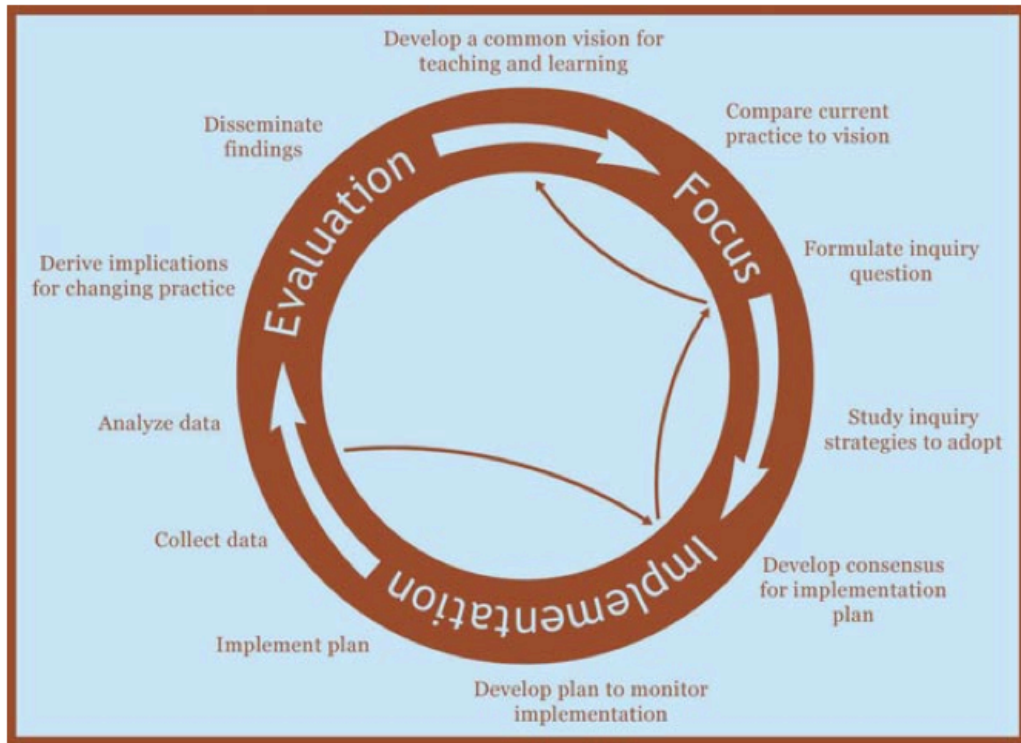 Develop a common vision for
teaching and learning
Compare current
practice to vision
Formulate inquiry
question
Study inquiry
strategies to adopt
Develop consensus
for implementation
plan
Develop plan to monitor
implementation
Implement plan
Collect data
Analyze data
Derive implications
for changing practice
Disseminate
findings
Focus
Implementation
Evaluation